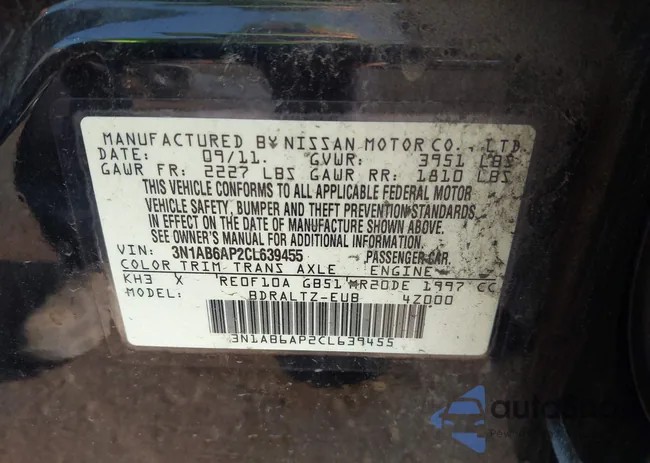 MANUFACTURED BY NISSAN MOTOR CO., LTD.
DATE: 09/11. GVWR: 3951 LBS
GAWR FR: 2227 LBS GAWR RR: 1810 LBS
THIS VEHICLE CONFORMS TO ALL APPLICABLE FEDERAL MOTOR
VEHICLE SAFETY, BUMPER AND THEFT PREVENTION STANDARDS
IN EFFECT ON THE DATE OF MANUFACTURE SHOWN ABOVE.
SEE OWNER'S MANUAL FOR ADDITIONAL INFORMATION.
VIN: 3N1AB6AP2CL639455 PASSENGER CAR.
COLOR TRIM TRANS AXLE ENGINE
KH3 X RE0F10A GB51 MR20DE 1997 CC
MODEL: BDRALTZ-EUB 4Z000
3N1AB6AP2CL639455